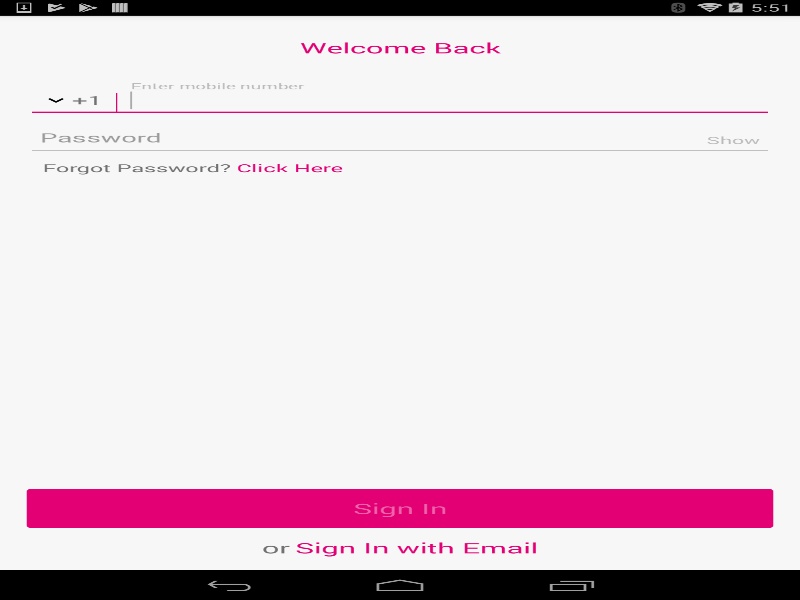 5:51
Welcome Back
Enter mobile number
+1
Password
Show
Forgot Password? Click Here
Sign In
or Sign In with Email